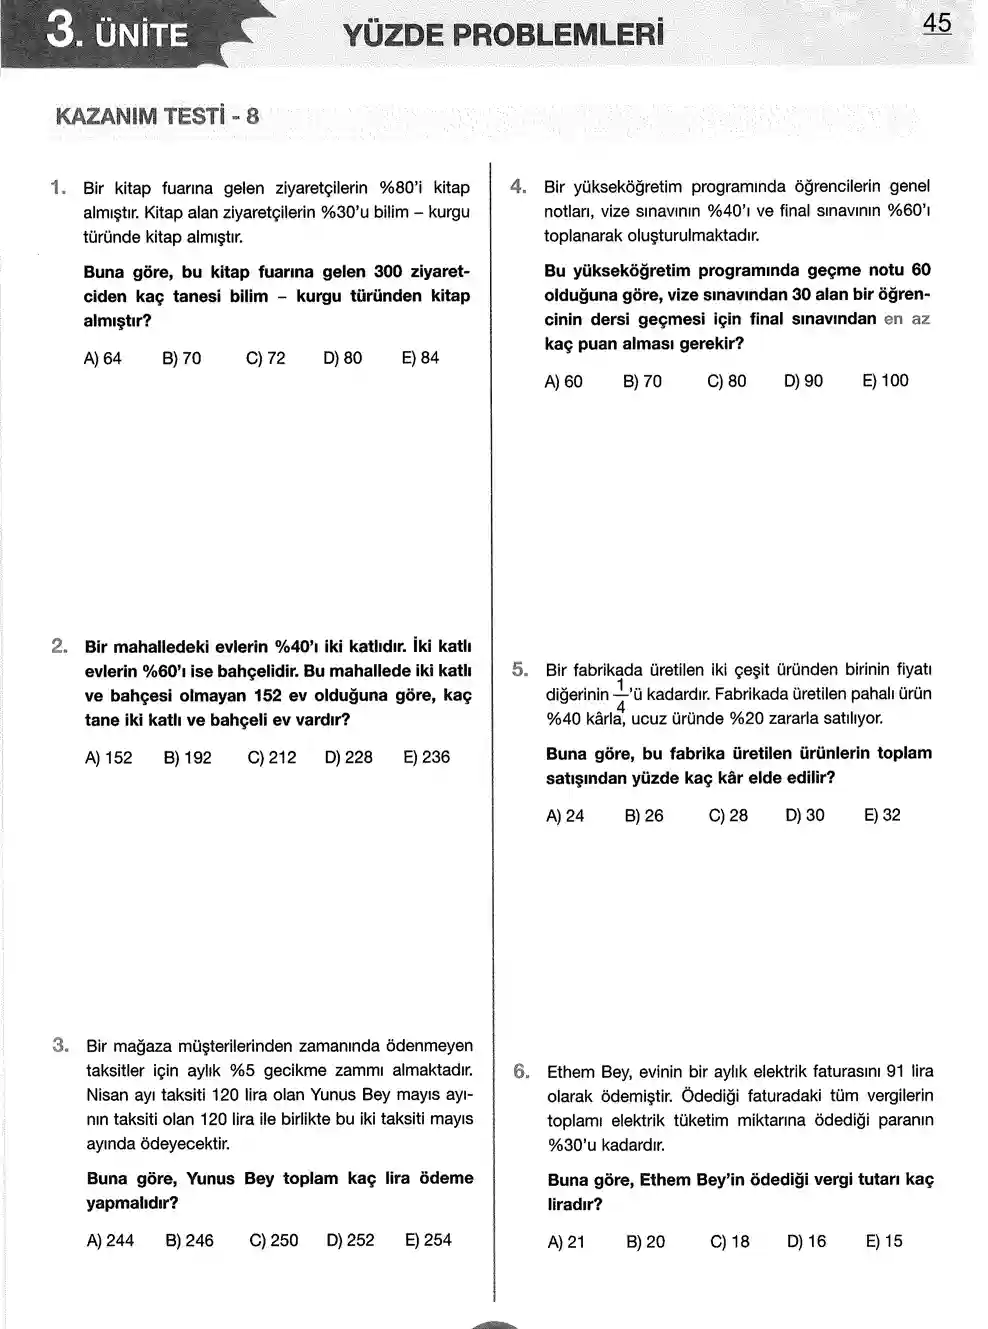 3. ÜNİTE
YÜZDE PROBLEMLERİ
45
KAZANIM TESTİ - 8
1. Bir kitap fuarına gelen ziyaretçilerin %80'i kitap
almıştır. Kitap alan ziyaretçilerin %30'u bilim – kurgu
türünde kitap almıştır.
Buna göre, bu kitap fuarına gelen 300 ziyaret-
ciden kaç tanesi bilim – kurgu türünden kitap
almıştır?
A) 64 B) 70 C) 72 D) 80 E) 84
2. Bir mahalledeki evlerin %40'ı iki katlıdır. İki katlı
evlerin %60'ı ise bahçelidir. Bu mahallede iki katlı
ve bahçesi olmayan 152 ev olduğuna göre, kaç
tane iki katlı ve bahçeli ev vardır?
A) 152 B) 192 C) 212 D) 228 E) 236
3. Bir mağaza müşterilerinden zamanında ödenmeyen
taksitler için aylık %5 gecikme zammı almaktadır.
Nisan ayı taksiti 120 lira olan Yunus Bey mayıs ayı-
nın taksiti olan 120 lira ile birlikte bu iki taksiti mayıs
ayında ödeyecektir.
Buna göre, Yunus Bey toplam kaç lira ödeme
yapmalıdır?
A) 244 B) 246 C) 250 D) 252 E) 254
4. Bir yükseköğretim programında öğrencilerin genel
notları, vize sınavının %40'ı ve final sınavının %60'ı
toplanarak oluşturulmaktadır.
Bu yükseköğretim programında geçme notu 60
olduğuna göre, vize sınavından 30 alan bir öğren-
cinin dersi geçmesi için final sınavından en az
kaç puan alması gerekir?
A) 60 B) 70 C) 80 D) 90 E) 100
5. Bir fabrikada üretilen iki çeşit üründen birinin fiyatı
diğerinin 1/4'ü kadardır. Fabrikada üretilen pahalı ürün
%40 kârla, ucuz üründe %20 zararla satılıyor.
Buna göre, bu fabrika üretilen ürünlerin toplam
satışından yüzde kaç kâr elde edilir?
A) 24 B) 26 C) 28 D) 30 E) 32
6. Ethem Bey, evinin bir aylık elektrik faturasını 91 lira
olarak ödemiştir. Ödediği faturadaki tüm vergilerin
toplamı elektrik tüketim miktarına ödediği paranın
%30'u kadardır.
Buna göre, Ethem Bey'in ödediği vergi tutarı kaç
liradır?
A) 21 B) 20 C) 18 D) 16 E) 15